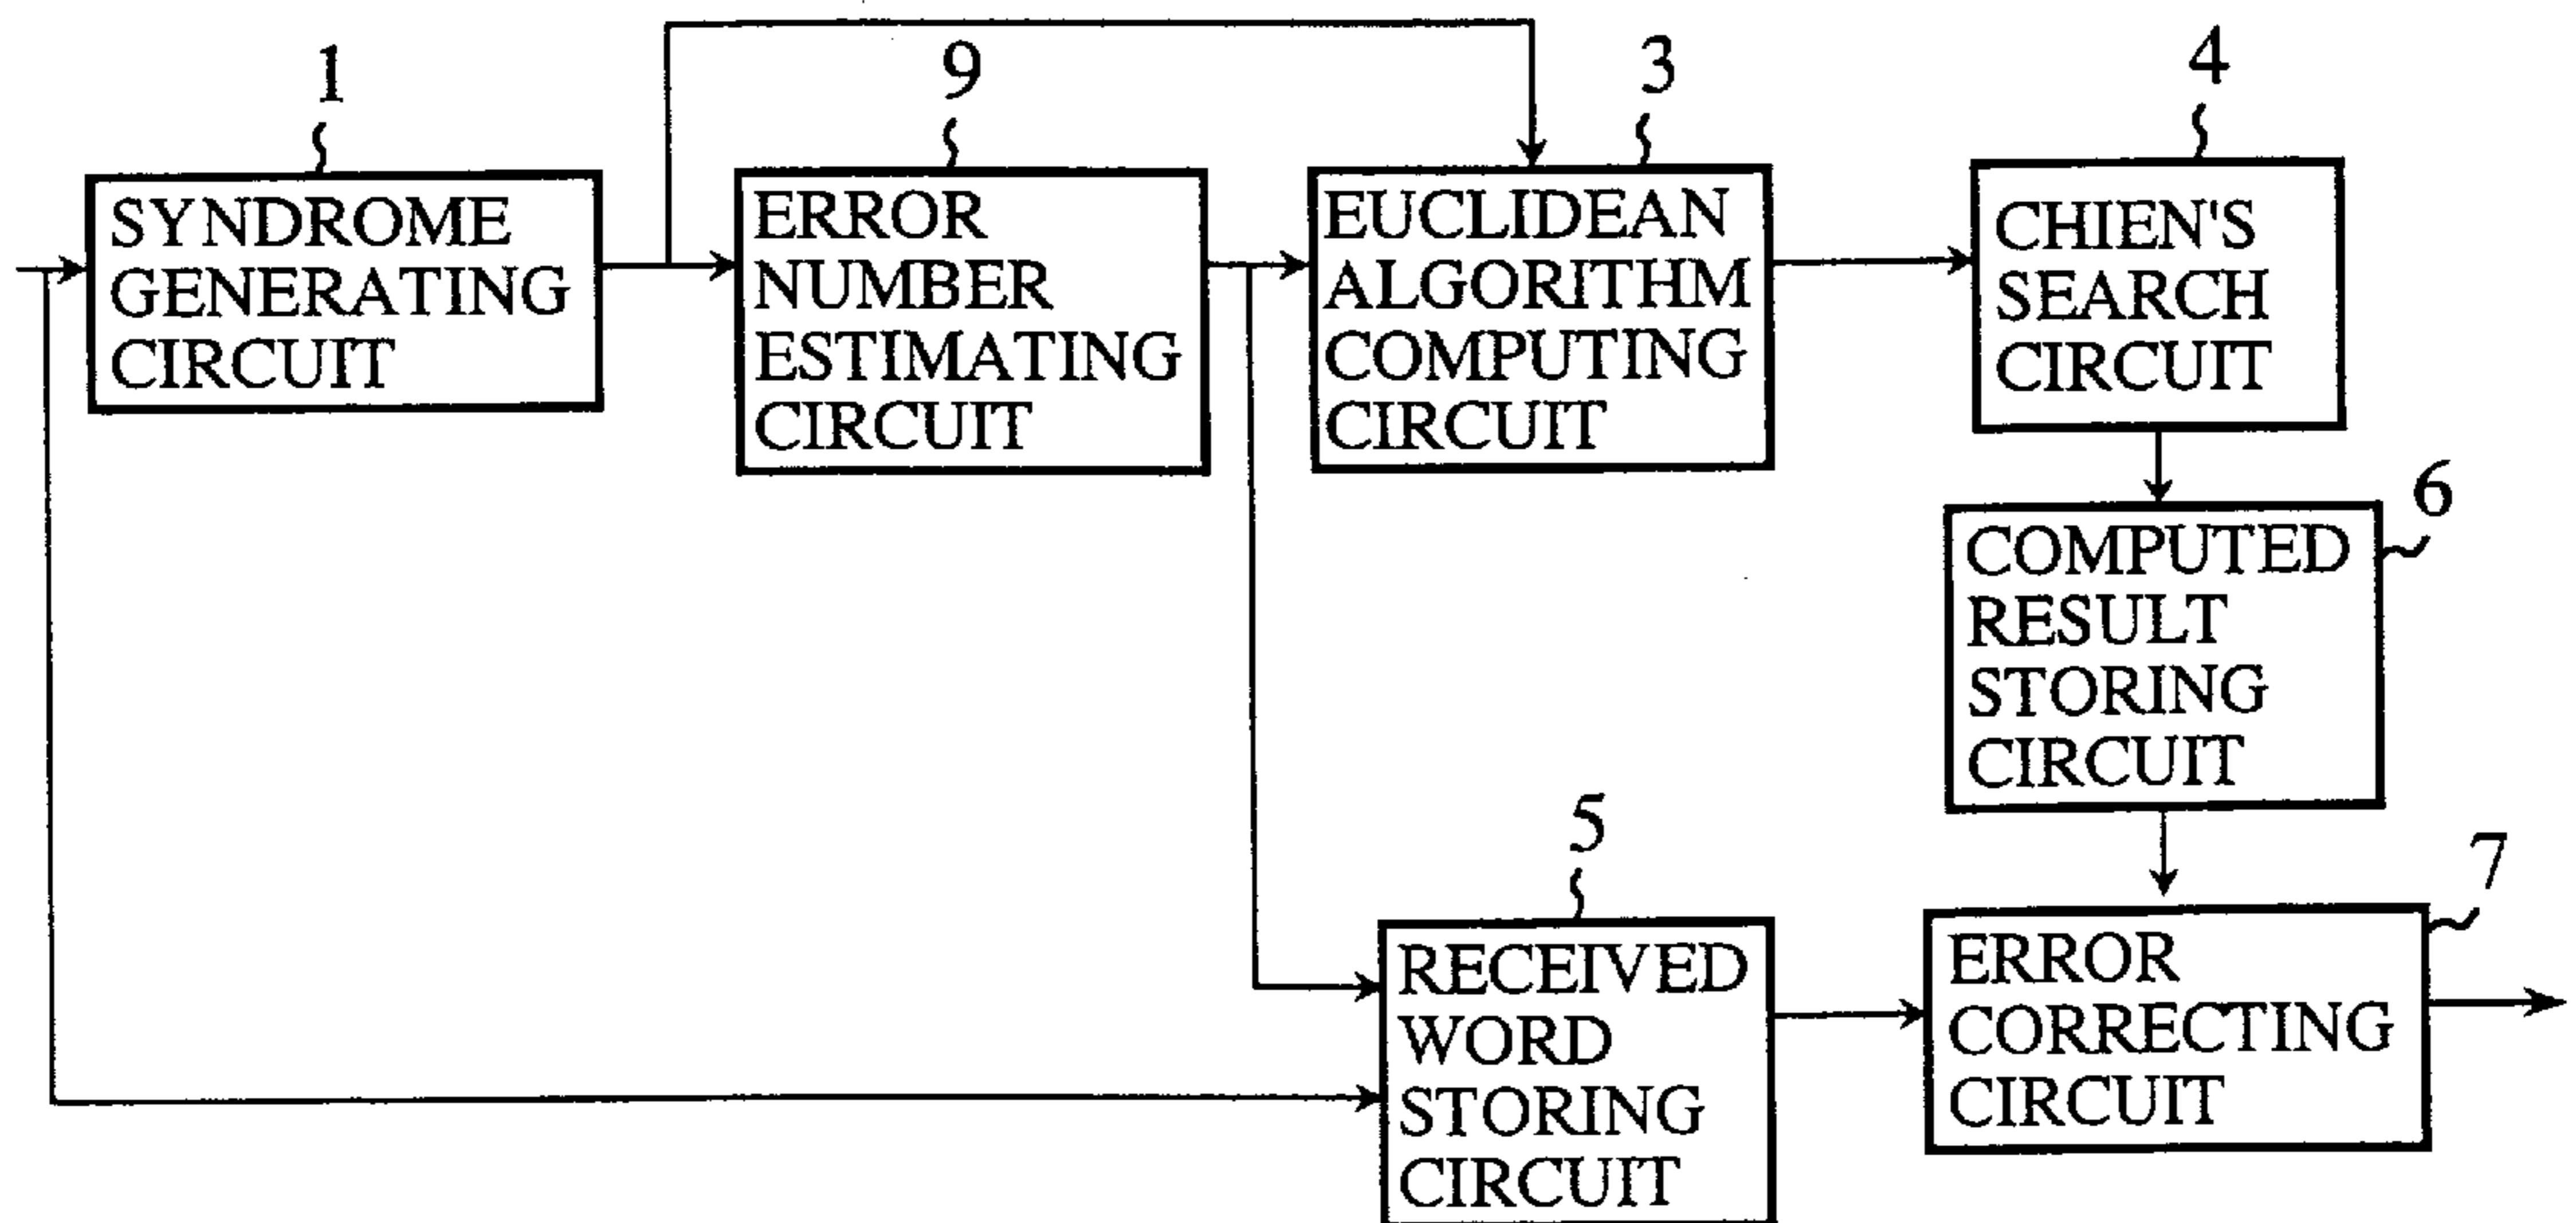 1
SYNDROME
GENERATING
CIRCUIT
9
ERROR
NUMBER
ESTIMATING
CIRCUIT
3
EUCLIDEAN
ALGORITHM
COMPUTING
CIRCUIT
4
CHIEN'S
SEARCH
CIRCUIT
6
COMPUTED
RESULT
STORING
CIRCUIT
5
RECEIVED
WORD
STORING
CIRCUIT
7
ERROR
CORRECTING
CIRCUIT